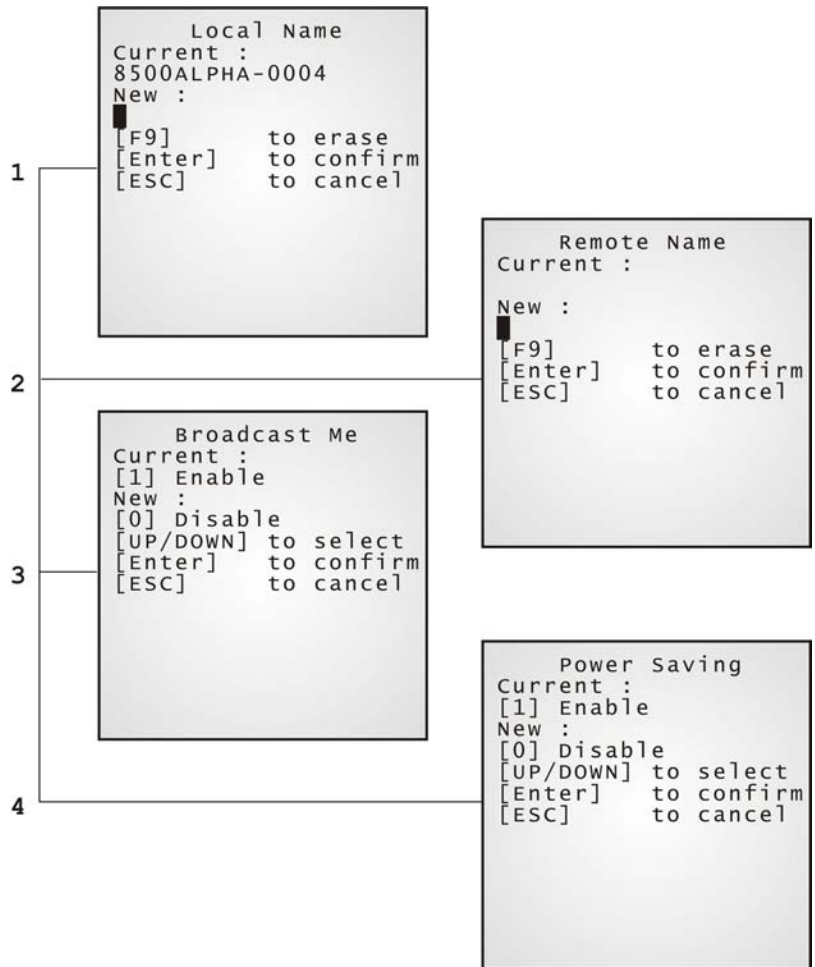 1
Local Name
Current :
8500ALPHA-0004
New :
[F9] to erase
[Enter] to confirm
[ESC] to cancel
2
Remote Name
Current :
New :
[F9] to erase
[Enter] to confirm
[ESC] to cancel
3
Broadcast Me
Current :
[1] Enable
New :
[0] Disable
[UP/DOWN] to select
[Enter] to confirm
[ESC] to cancel
4
Power Saving
Current :
[1] Enable
New :
[0] Disable
[UP/DOWN] to select
[Enter] to confirm
[ESC] to cancel